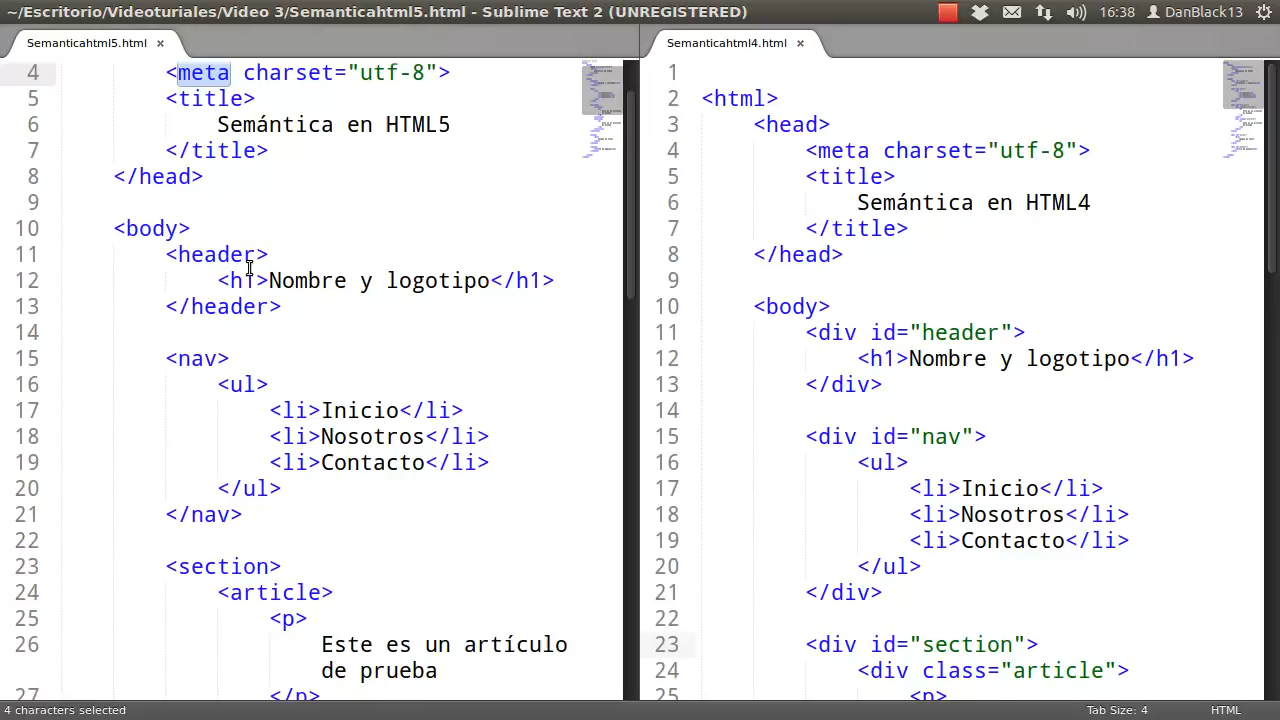 ~/Escritorio/Videoturiales/Video 3/Semanticahtml5.html - Sublime Text 2 (UNREGISTERED)
16:38
DanBlack13
Semanticahtml5.html ×
Semanticahtml4.html ×
4 <meta charset="utf-8">
5 <title>
6 Semántica en HTML5
7 </title>
8 </head>
9
10 <body>
11 <header>
12 <h1>Nombre y logotipo</h1>
13 </header>
14
15 <nav>
16 <ul>
17 <li>Inicio</li>
18 <li>Nosotros</li>
19 <li>Contacto</li>
20 </ul>
21 </nav>
22
23 <section>
24 <article>
25 <p>
26 Este es un artículo
de prueba
27 </p>
1
2 <html>
3 <head>
4 <meta charset="utf-8">
5 <title>
6 Semántica en HTML4
7 </title>
8 </head>
9
10 <body>
11 <div id="header">
12 <h1>Nombre y logotipo</h1>
13 </div>
14
15 <div id="nav">
16 <ul>
17 <li>Inicio</li>
18 <li>Nosotros</li>
19 <li>Contacto</li>
20 </ul>
21 </div>
22
23 <div id="section">
24 <div class="article">
25 <p>
4 characters selected
Tab Size: 4
HTML